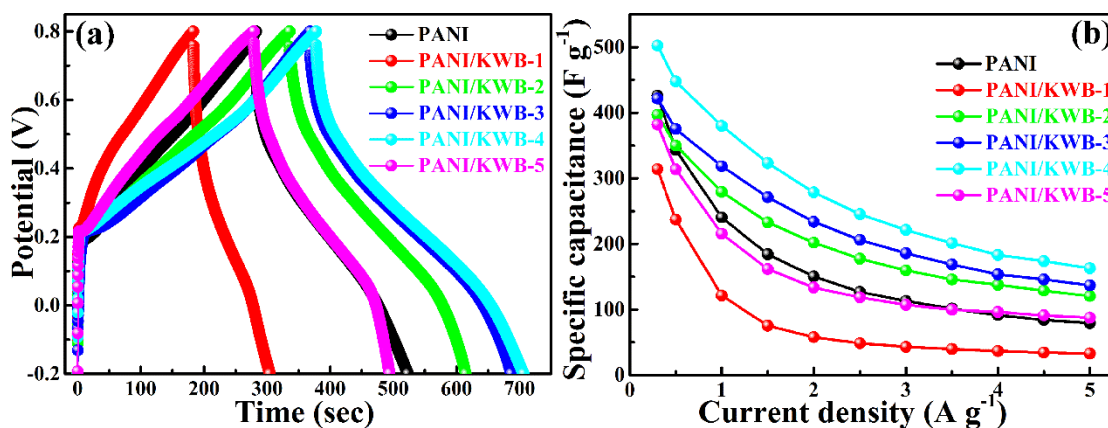 (a)
PANI
PANI/KWB-1
PANI/KWB-2
PANI/KWB-3
PANI/KWB-4
PANI/KWB-5
Potential (V)
0.8
0.6
0.4
0.2
0.0
-0.2
0 100 200 300 400 500 600 700
Time (sec)
(b)
PANI
PANI/KWB-1
PANI/KWB-2
PANI/KWB-3
PANI/KWB-4
PANI/KWB-5
Specific capacitance (F g-1)
500
400
300
200
100
0
1 2 3 4 5
Current density (A g-1)